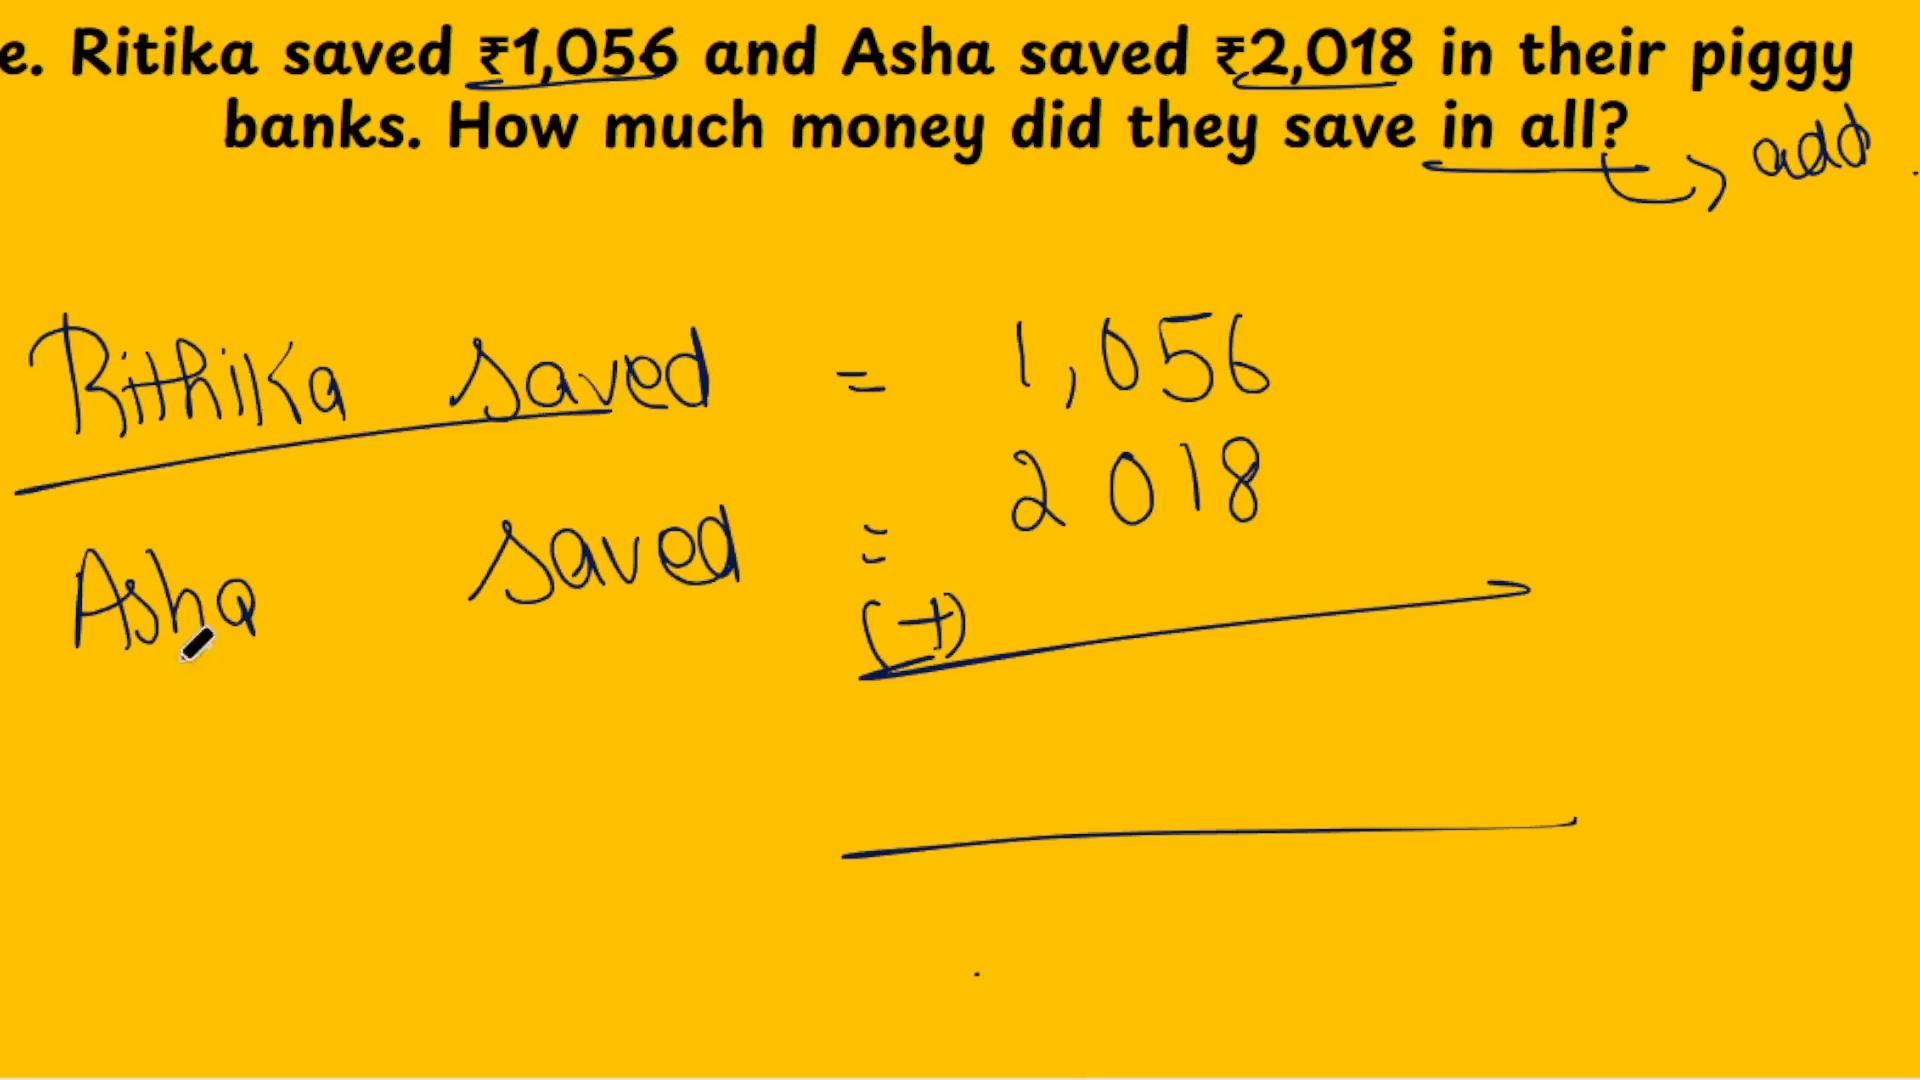 e. Ritika saved ₹1,056 and Asha saved ₹2,018 in their piggy
banks. How much money did they save in all?
add
Rithika saved = 1,056
Asha saved = 2018
(+)